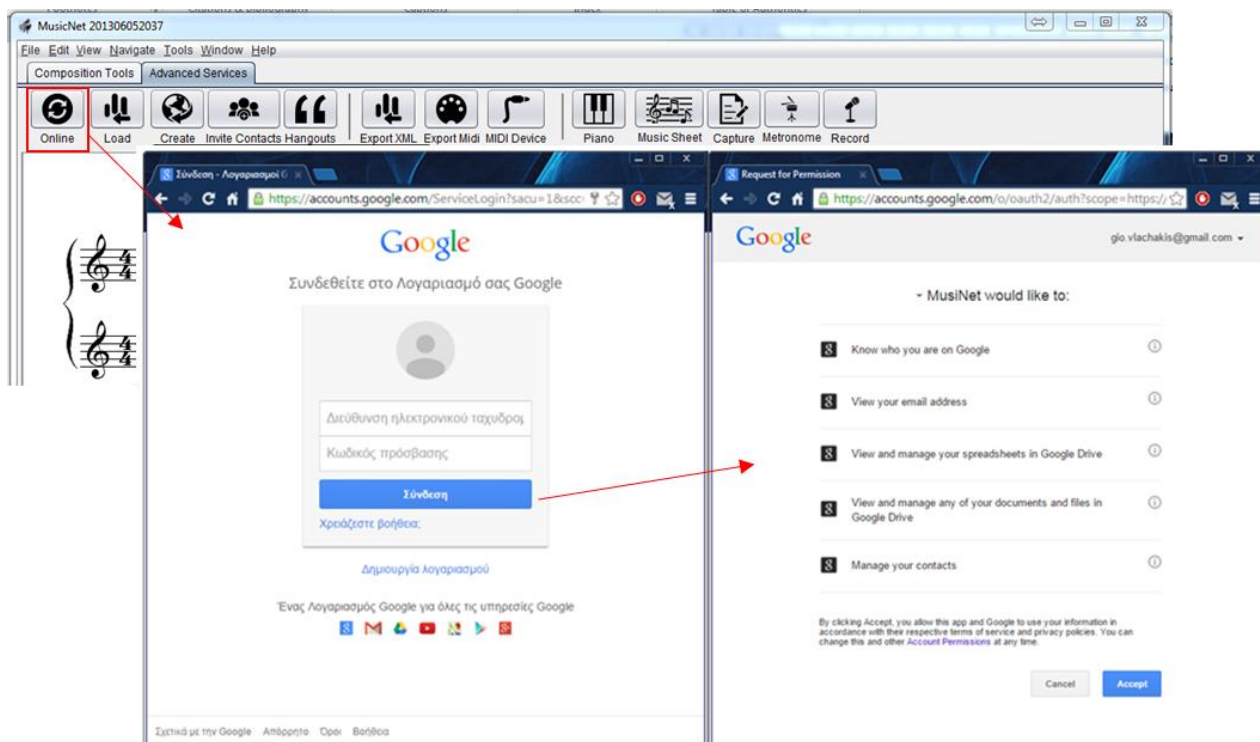 MusicNet 201306052037
File Edit View Navigate Tools Window Help
Composition Tools Advanced Services
Online Load Create Invite Contacts Hangouts Export XML Export Midi MIDI Device Piano Music Sheet Capture Metronome Record
Σύνδεση - Λογαριασμοί G
https://accounts.google.com/ServiceLogin?sacu=1&scc
Google
Συνδεθείτε στο Λογαριασμό σας Google
Διεύθυνση ηλεκτρονικού ταχυδρομ
Κωδικός πρόσβασης
Σύνδεση
Χρειάζεστε βοήθεια;
Δημιουργία λογαριασμού
Ένας Λογαριασμός Google για όλες τις υπηρεσίες Google
Σχετικά με την Google Απόρρητο Όροι Βοήθεια
Request for Permission
https://accounts.google.com/o/oauth2/auth?scope=https:/
Google
gio.vlachakis@gmail.com
- MusiNet would like to:
Know who you are on Google
View your email address
View and manage your spreadsheets in Google Drive
View and manage any of your documents and files in
Google Drive
Manage your contacts
By clicking Accept, you allow this app and Google to use your information in
accordance with their respective terms of service and privacy policies. You can
change this and other Account Permissions at any time.
Cancel Accept